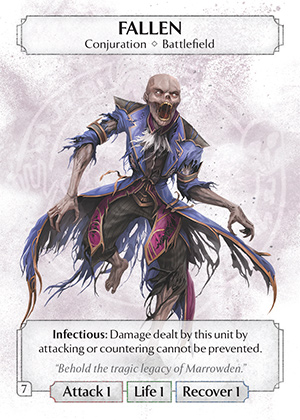 FALLEN
Conjuration ⋄ Battlefield
Infectious: Damage dealt by this unit by
attacking or countering cannot be prevented.
"Behold the tragic legacy of Marrowden."
7
Attack 1
Life 1
Recover 1